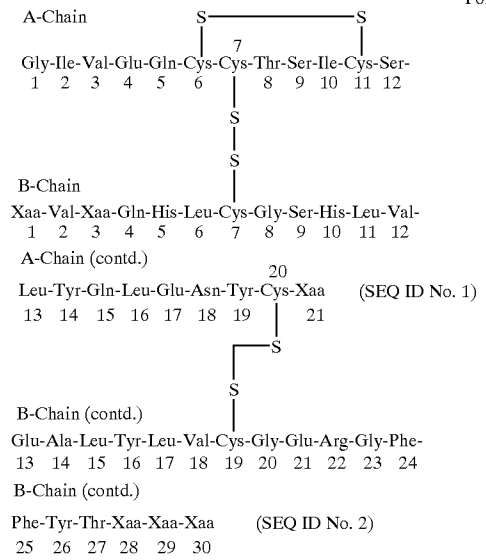 For
A-Chain S S
7
Gly-Ile-Val-Glu-Gln-Cys-Cys-Thr-Ser-Ile-Cys-Ser-
1 2 3 4 5 6 8 9 10 11 12
S
S
B-Chain
Xaa-Val-Xaa-Gln-His-Leu-Cys-Gly-Ser-His-Leu-Val-
1 2 3 4 5 6 7 8 9 10 11 12
A-Chain (contd.)
20
Leu-Tyr-Gln-Leu-Glu-Asn-Tyr-Cys-Xaa (SEQ ID No. 1)
13 14 15 16 17 18 19 21
S
S
B-Chain (contd.)
Glu-Ala-Leu-Tyr-Leu-Val-Cys-Gly-Glu-Arg-Gly-Phe-
13 14 15 16 17 18 19 20 21 22 23 24
B-Chain (contd.)
Phe-Tyr-Thr-Xaa-Xaa-Xaa (SEQ ID No. 2)
25 26 27 28 29 30